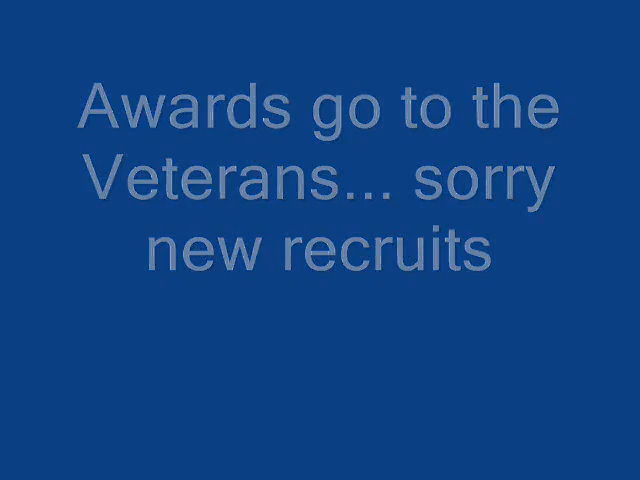 Awards go to the
Veterans... sorry
new recruits